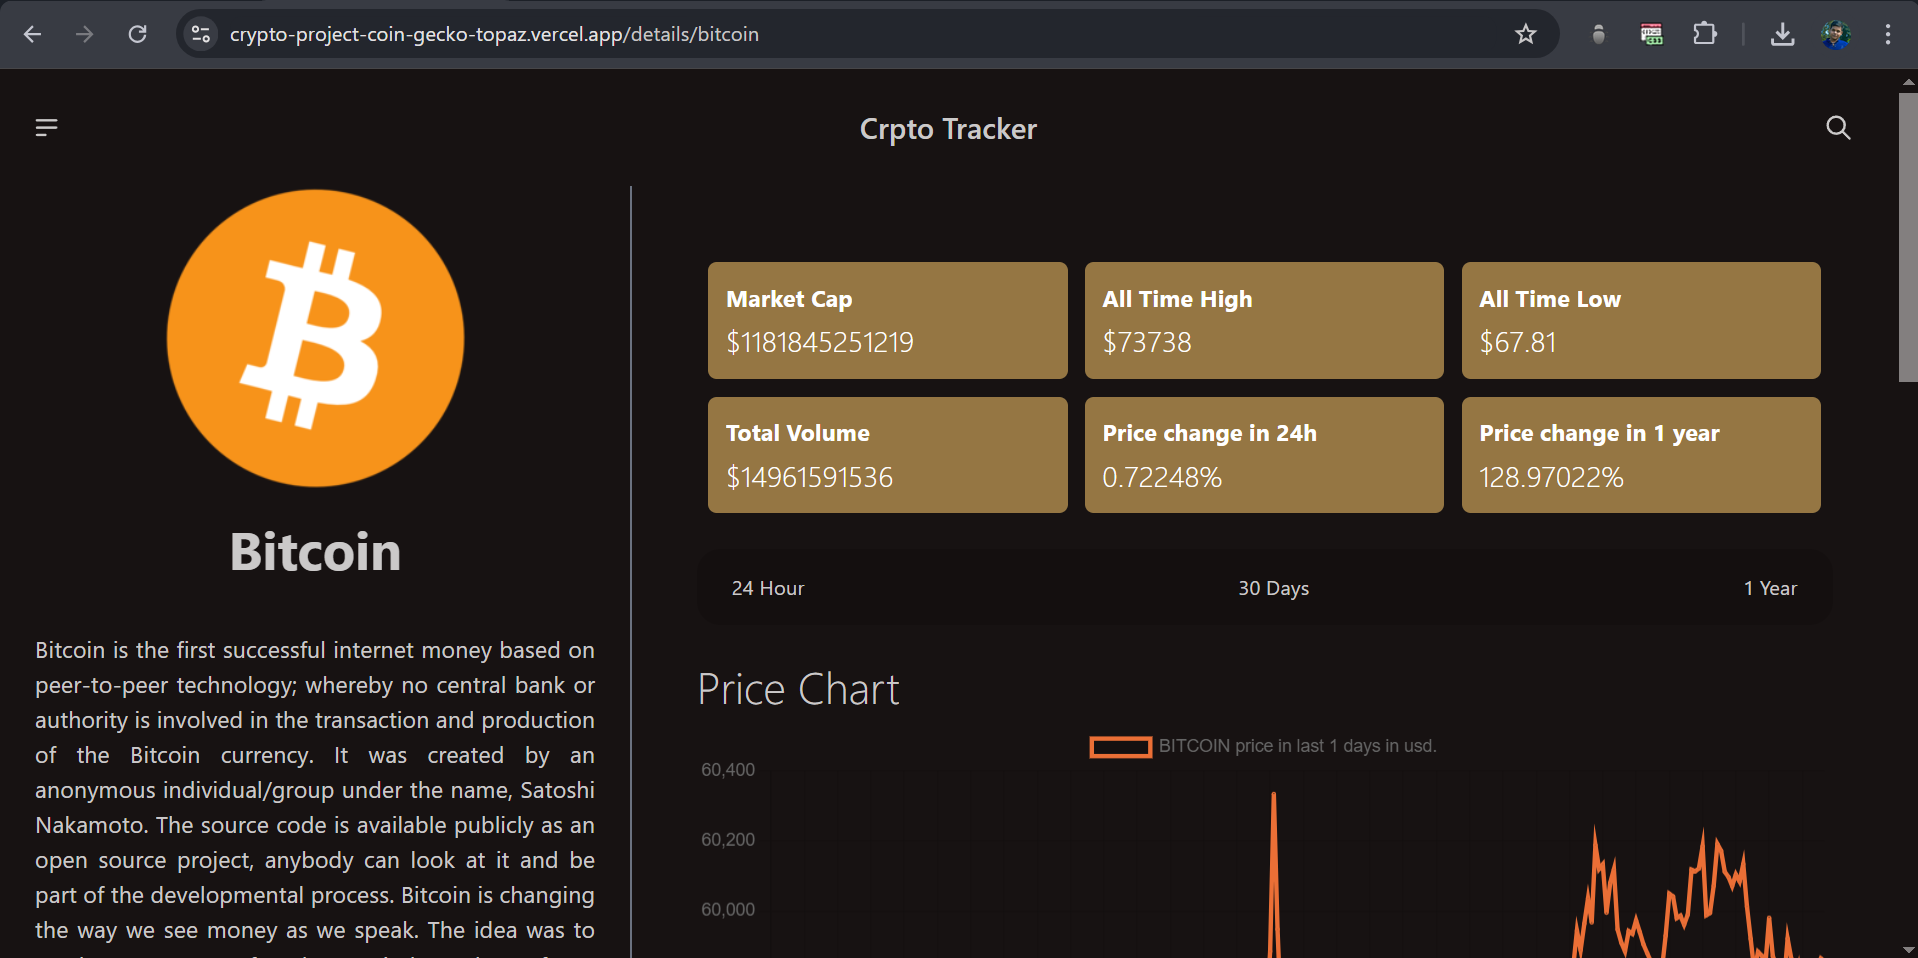 crypto-project-coin-gecko-topaz.vercel.app/details/bitcoin
Crpto Tracker
Bitcoin
Bitcoin is the first successful internet money based on
peer-to-peer technology; whereby no central bank or
authority is involved in the transaction and production
of the Bitcoin currency. It was created by an
anonymous individual/group under the name, Satoshi
Nakamoto. The source code is available publicly as an
open source project, anybody can look at it and be
part of the developmental process. Bitcoin is changing
the way we see money as we speak. The idea was to
Market Cap
$1181845251219
All Time High
$73738
All Time Low
$67.81
Total Volume
$14961591536
Price change in 24h
0.72248%
Price change in 1 year
128.97022%
24 Hour
30 Days
1 Year
Price Chart
BITCOIN price in last 1 days in usd.
60,400
60,200
60,000